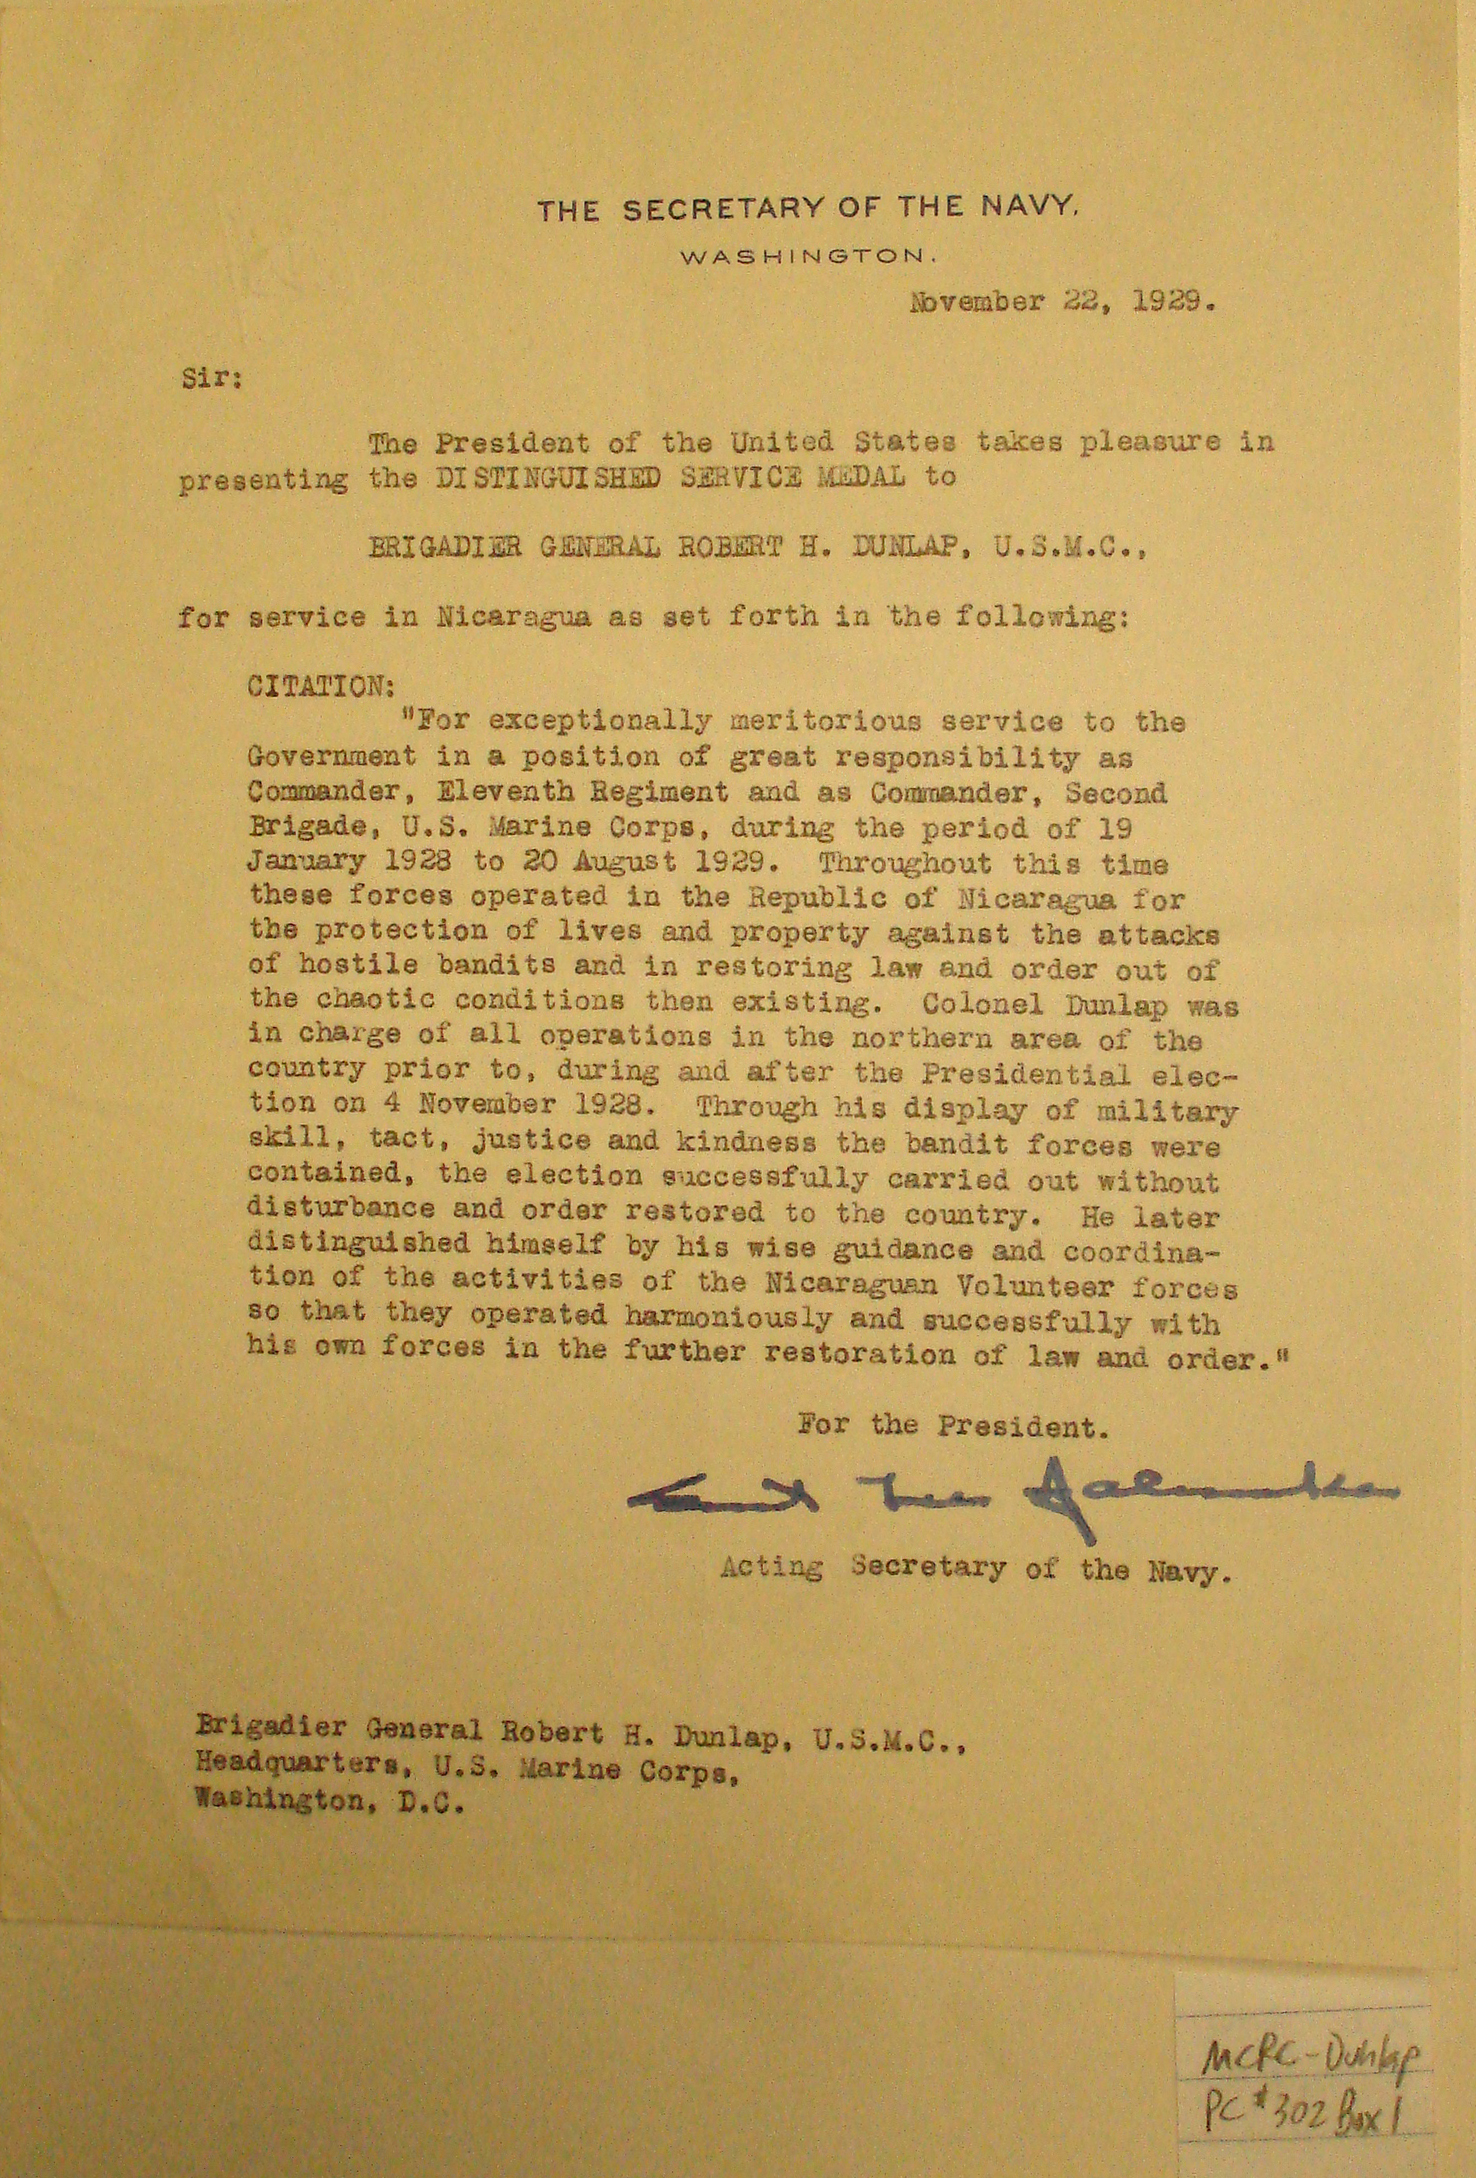 THE SECRETARY OF THE NAVY.
WASHINGTON.
November 22, 1929.
Sir:
The President of the United States takes pleasure in
presenting the DISTINGUISHED SERVICE MEDAL to
BRIGADIER GENERAL ROBERT H. DUNLAP, U.S.M.C.,
for service in Nicaragua as set forth in the following:
CITATION:
"For exceptionally meritorious service to the
Government in a position of great responsibility as
Commander, Eleventh Regiment and as Commander, Second
Brigade, U.S. Marine Corps, during the period of 19
January 1928 to 20 August 1929. Throughout this time
these forces operated in the Republic of Nicaragua for
the protection of lives and property against the attacks
of hostile bandits and in restoring law and order out of
the chaotic conditions then existing. Colonel Dunlap was
in charge of all operations in the northern area of the
country prior to, during and after the Presidential elec-
tion on 4 November 1928. Through his display of military
skill, tact, justice and kindness the bandit forces were
contained, the election successfully carried out without
disturbance and order restored to the country. He later
distinguished himself by his wise guidance and coordina-
tion of the activities of the Nicaraguan Volunteer forces
so that they operated harmoniously and successfully with
his own forces in the further restoration of law and order."
For the President.
Acting Secretary of the Navy.
Brigadier General Robert H. Dunlap, U.S.M.C.,
Headquarters, U.S. Marine Corps,
Washington, D.C.
MCRC-Dunlap
PC #302 Box 1